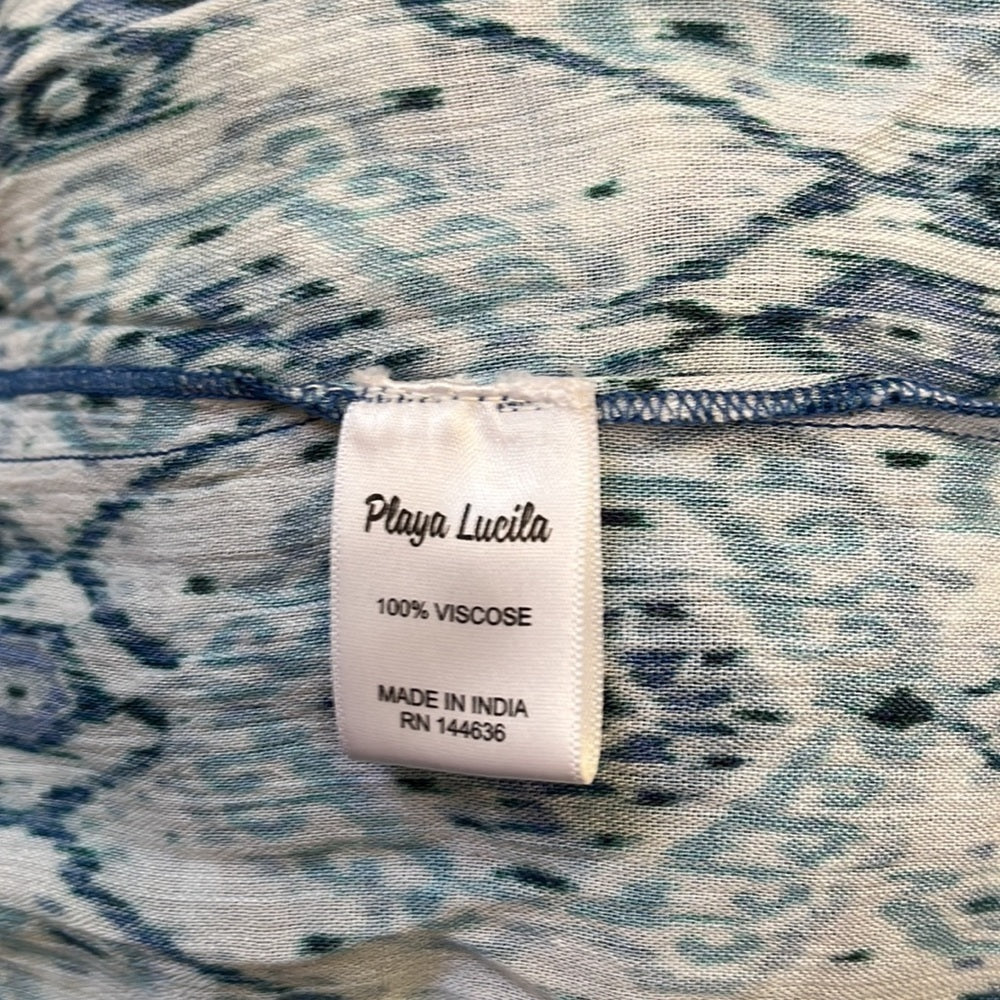 Playa Lucila
100% VISCOSE
MADE IN INDIA
RN 144636